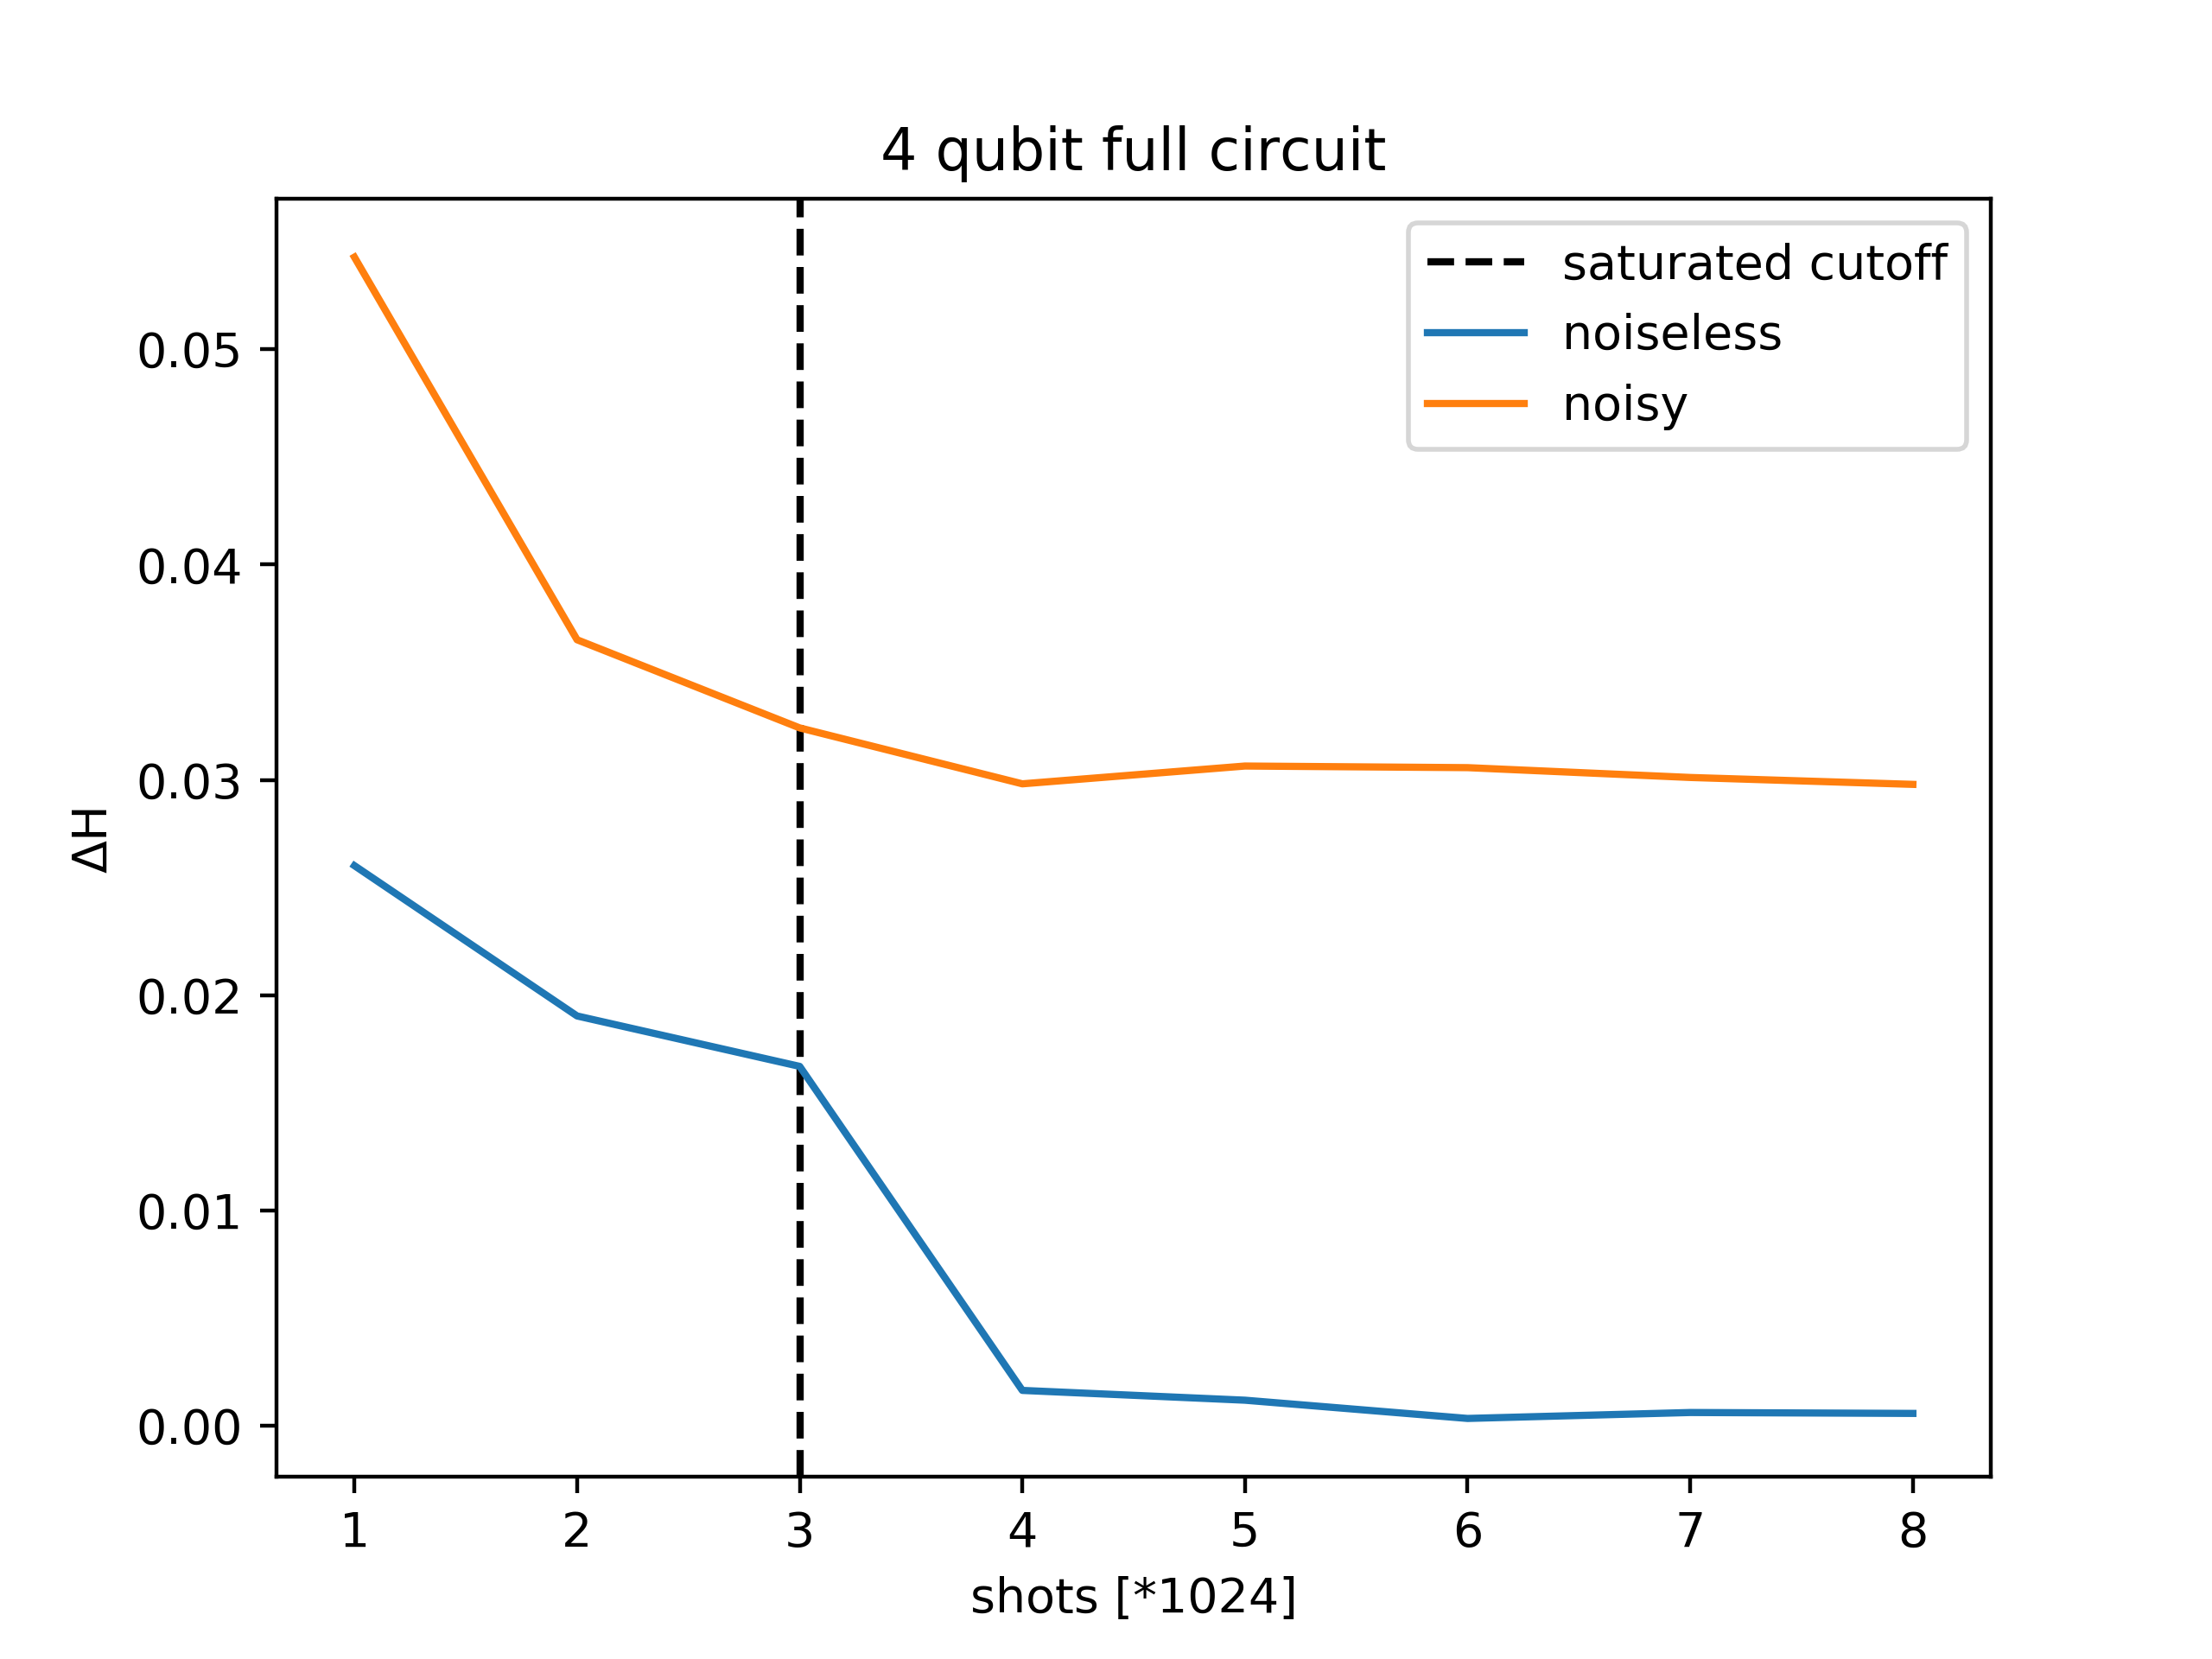 4 qubit full circuit
saturated cutoff
noiseless
noisy
0.05
0.04
0.03
0.02
0.01
0.00
ΔH
1 2 3 4 5 6 7 8
shots [*1024]